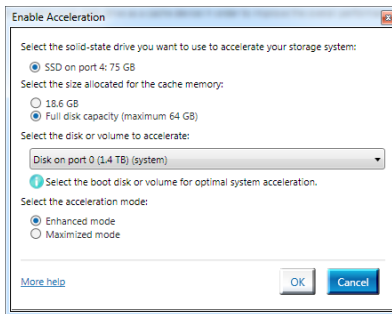 Enable Acceleration
Select the solid-state drive you want to use to accelerate your storage system:
SSD on port 4: 75 GB
Select the size allocated for the cache memory:
18.6 GB
Full disk capacity (maximum 64 GB)
Select the disk or volume to accelerate:
Disk on port 0 (1.4 TB) (system)
Select the boot disk or volume for optimal system acceleration.
Select the acceleration mode:
Enhanced mode
Maximized mode
More help
OK
Cancel